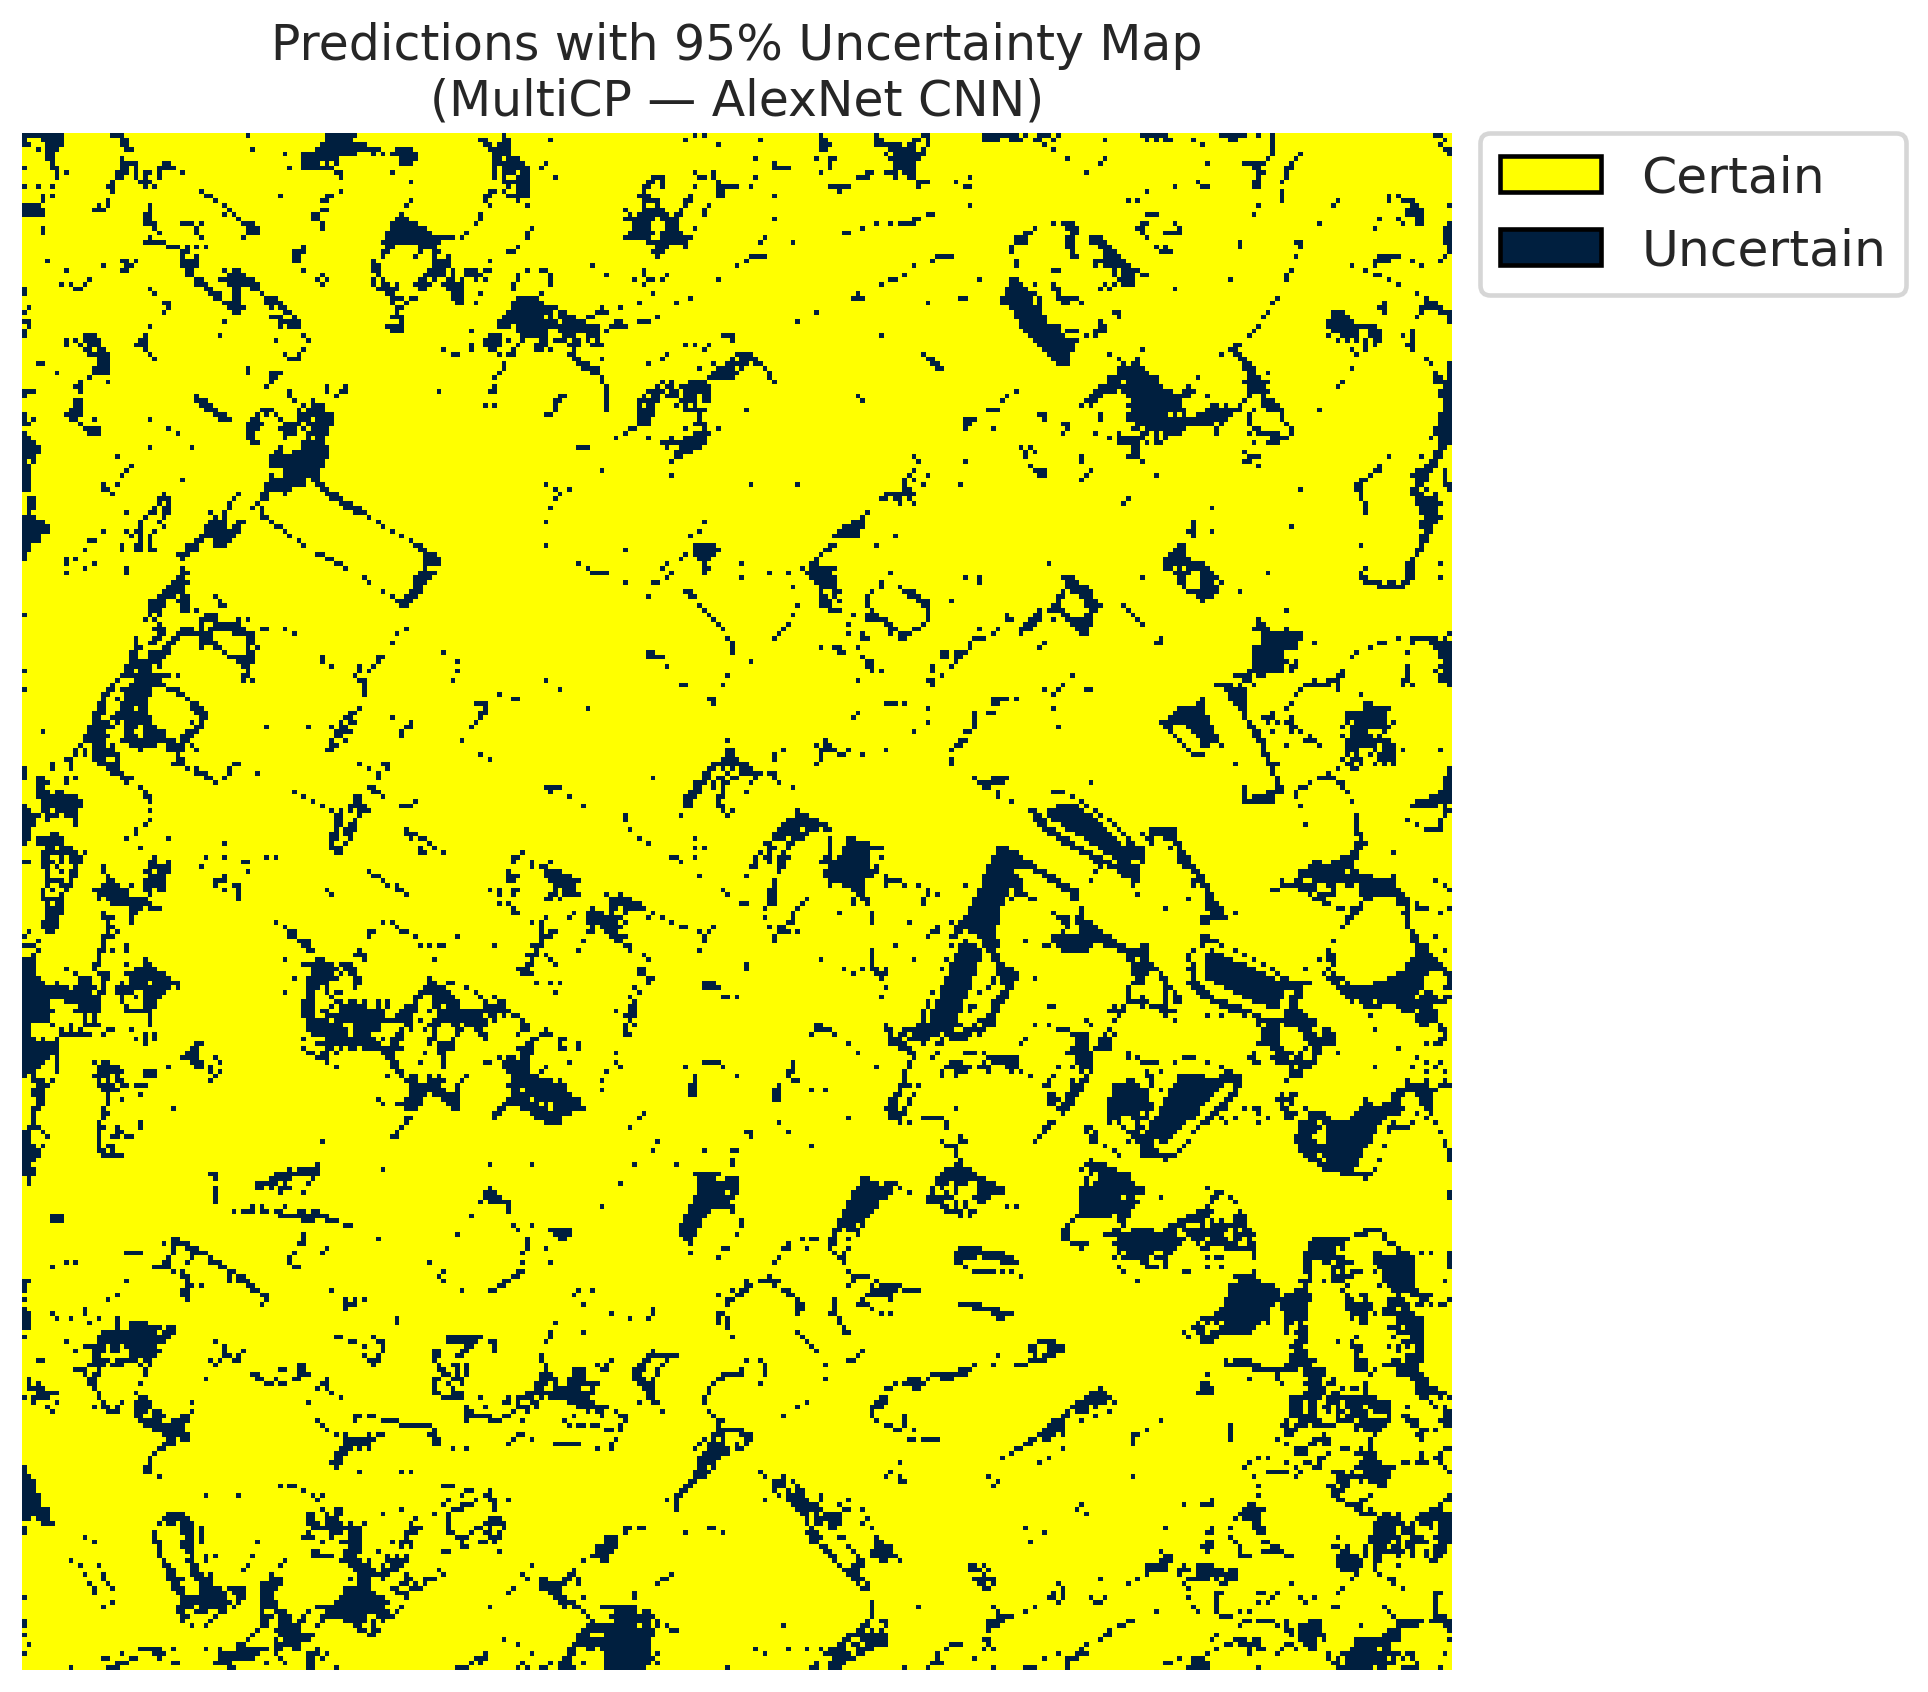 Predictions with 95% Uncertainty Map
(MultiCP — AlexNet CNN)
Certain
Uncertain